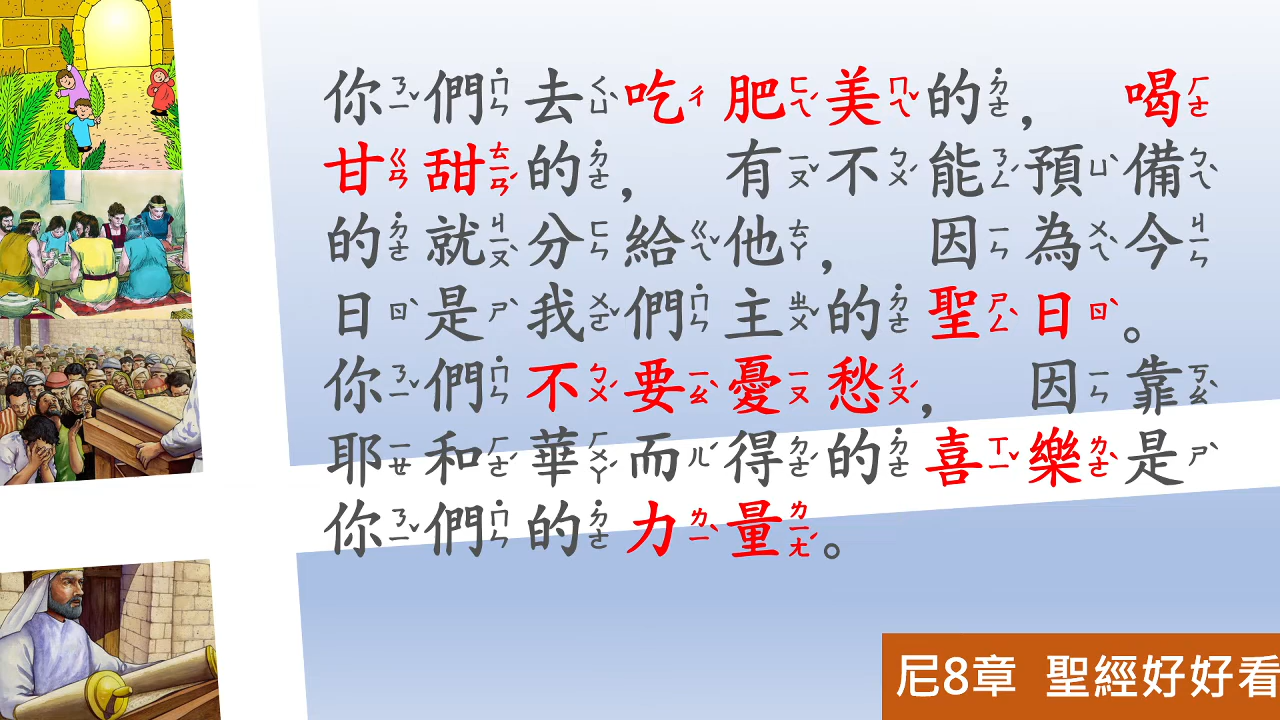 你們去吃肥美的， 喝
甘甜的， 有不能預備
的就分給他， 因為今
日是我們主的聖日。
你們不要憂愁， 因靠
耶和華而得的喜樂是
你們的力量。
尼8章 聖經好好看